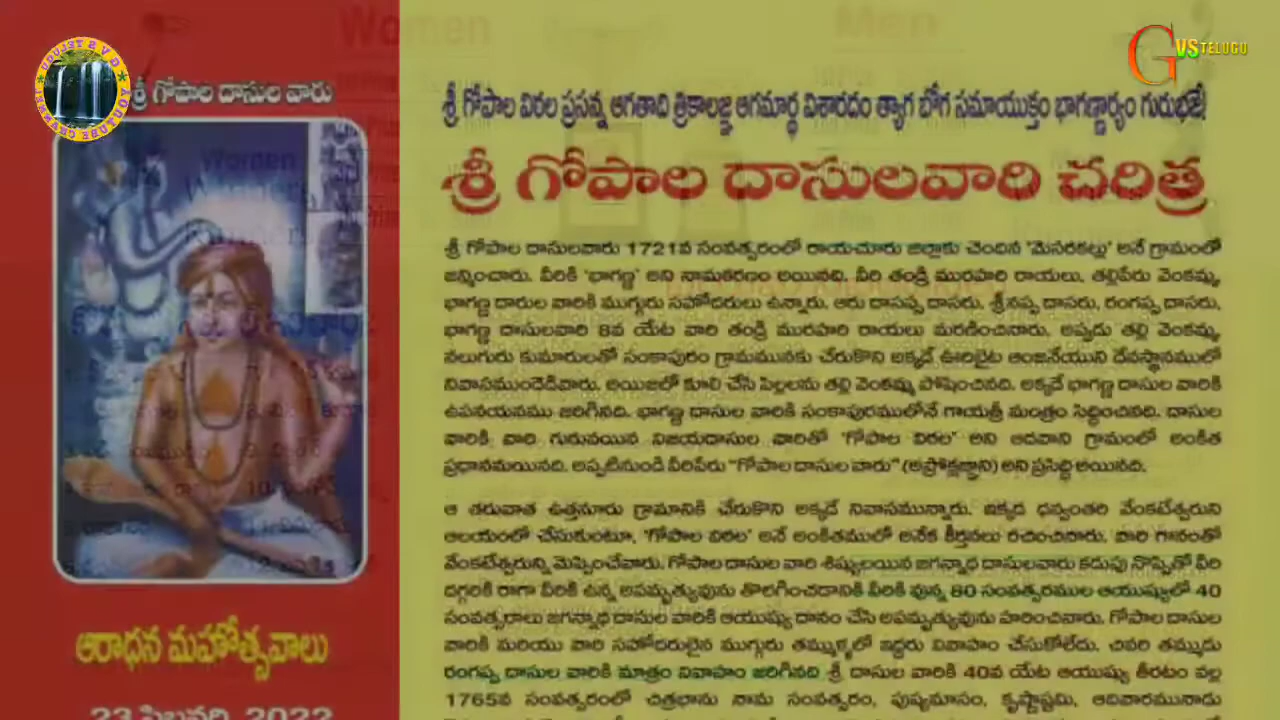 శ్రీ గోపాల దాసుల వారు
ఆరాధన మహోత్సవాలు
23 ఫిబ్రవరి, 2022
GVS TELUGU
శ్రీ గోపాల విఠల ప్రసన్న ఆగతాది త్రికాలజ్ఞ ఆగమార్థ విశారదం త్యాగ బోగ సమాయుక్తం భాగణ్ణార్యం గురుభజే!
శ్రీ గోపాల దాసులవారి చరిత్ర
శ్రీ గోపాల దాసులవారు 1721వ సంవత్సరంలో రాయచూరు జిల్లాకు చెందిన 'మొసరకల్లు' అనే గ్రామంలో
జన్మించారు. వీరికి 'భాగణ్ణ' అని నామకరణం అయినది. వీరి తండ్రి మురహరి రాయలు, తల్లిపేరు వెంకమ్మ,
భాగణ్ణ దారుల వారికి ముగ్గురు సహోదరులు ఉన్నారు. ఆరు దాసప్ప దాసరు, శ్రీనప్ప దాసరు, రంగప్ప దాసరు,
భాగణ్ణ దాసులవారి 8వ యేట వారి తండ్రి మురహరి రాయలు మరణించినారు. అప్పడు తల్లి వెంకమ్మ
నలుగురు కుమారులతో సంకాపురం గ్రామమునకు చేరుకొని అక్కడే ఊరిబైట ఆంజనేయుని దేవస్థానములో
నివాసముండెడివారు. అయిజలో కూలి చేసి పిల్లలను తల్లి వెంకమ్మ పోషించినది. అక్కడే భాగణ్ణ దాసుల వారికి
ఉపనయనము జరిగినది. భాగణ్ణ దాసుల వారికి సంకాపురములోనే గాయత్రీ మంత్రం సిద్ధించినది. దాసుల
వారికి వారి గురువయిన విజయదాసుల వారితో 'గోపాల విఠల' అని ఆదవాని గ్రామంలో అంకిత
ప్రధానమయినది. అప్పటినుండి వీరిపేరు "గోపాల దాసుల వారు" (అప్రోక్షజ్ఞాని) అని ప్రసిద్ధి అయినది.
ఆ తరువాత ఉత్తనూరు గ్రామానికి చేరుకొని అక్కడే నివాసమున్నారు. ఇక్కడ ధన్వంతరి వేంకటేశ్వరుని
ఆలయంలో చేసుకుంటూ, 'గోపాల విఠల' అనే అంకితములో అనేక కీర్తనలు రచించినారు. వారి గానంతో
వేంకటేశ్వరున్ని మెప్పించేవారు. గోపాల దాసుల వారి శిష్యులయిన జగన్నాథ దాసులవారు కడుపు నొప్పితో వీరి
దగ్గరికి రాగా వీరికి ఉన్న అపమృత్యువును తొలగించడానికి వీరికి వున్న 80 సంవత్సరముల ఆయుష్యులో 40
సంవత్సరాలు జగన్నాథ దాసుల వారికి ఆయుష్యు దానం చేసి అపమృత్యువును హరించినారు. గోపాల దాసుల
వారికి మరియు వారి సహోదరులైన ముగ్గురు తమ్ముళ్ళలో ఇద్దరు వివాహం చేసుకోలేదు. చివరి తమ్ముడు
రంగప్ప దాసుల వారికి మాత్రం వివాహం జరిగినది. శ్రీ దాసుల వారికి 40వ యేట ఆయుష్యు తీరటం వల్ల
1765వ సంవత్సరంలో చిత్రభాను నామ సంవత్సరం, పుష్యమాసం, కృష్ణాష్టమి, ఆదివారమునాడు